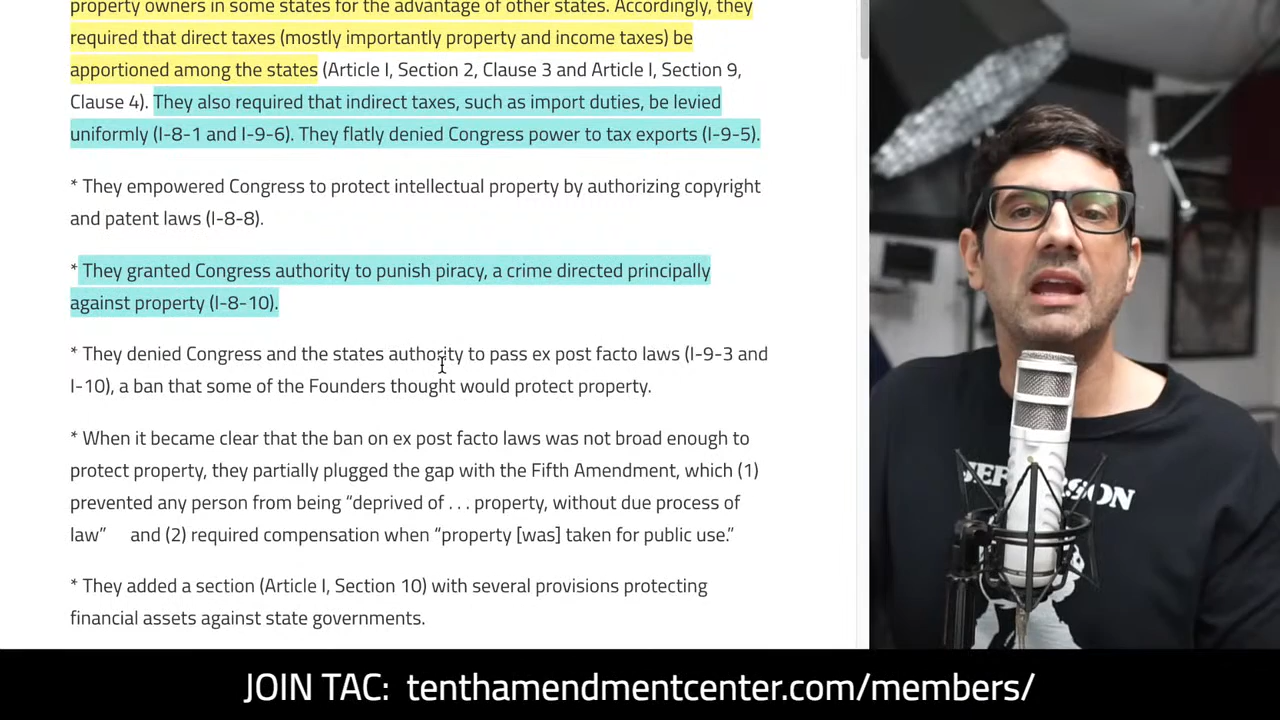 property owners in some states for the advantage of other states. Accordingly, they
required that direct taxes (mostly importantly property and income taxes) be
apportioned among the states (Article I, Section 2, Clause 3 and Article I, Section 9,
Clause 4). They also required that indirect taxes, such as import duties, be levied
uniformly (I-8-1 and I-9-6). They flatly denied Congress power to tax exports (I-9-5).
* They empowered Congress to protect intellectual property by authorizing copyright
and patent laws (I-8-8).
* They granted Congress authority to punish piracy, a crime directed principally
against property (I-8-10).
* They denied Congress and the states authority to pass ex post facto laws (I-9-3 and
I-10), a ban that some of the Founders thought would protect property.
* When it became clear that the ban on ex post facto laws was not broad enough to
protect property, they partially plugged the gap with the Fifth Amendment, which (1)
prevented any person from being “deprived of . . . property, without due process of
law” and (2) required compensation when “property [was] taken for public use.”
* They added a section (Article I, Section 10) with several provisions protecting
financial assets against state governments.
JOIN TAC: tenthamendmentcenter.com/members/